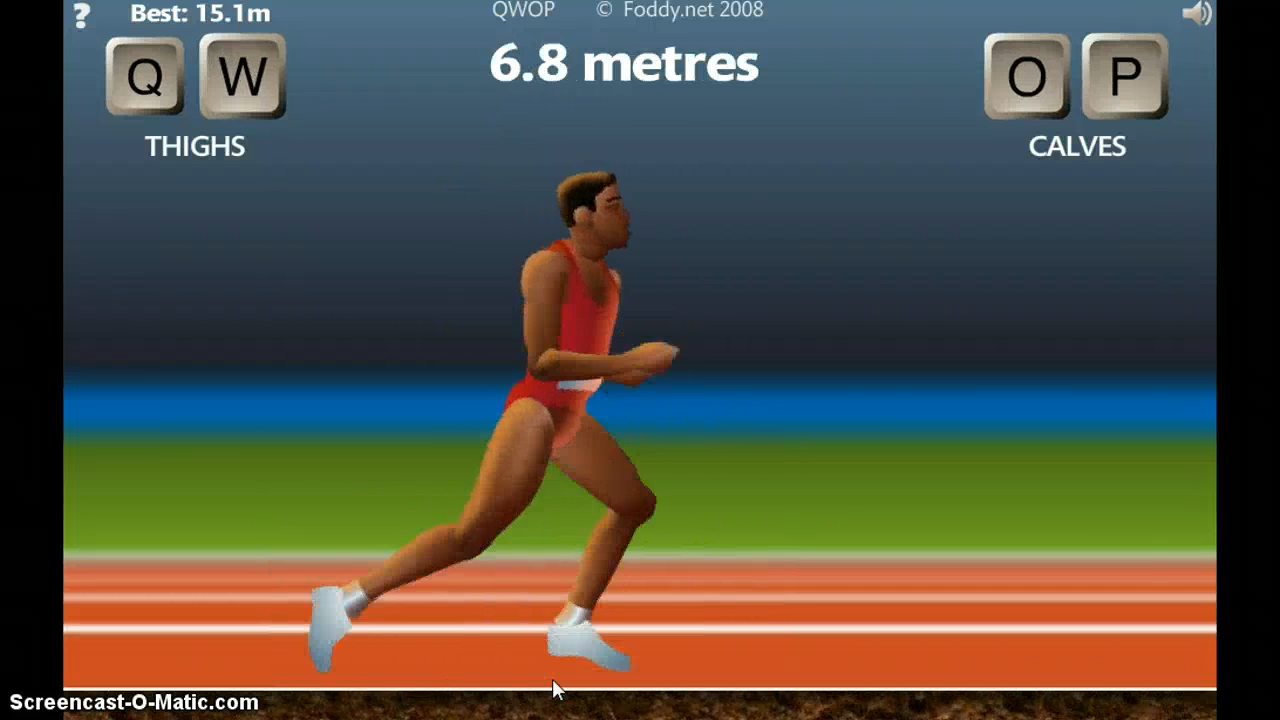 ?
Best: 15.1m
QWOP © Foddy.net 2008
Q W
6.8 metres
O P
THIGHS
CALVES
Screencast-O-Matic.com